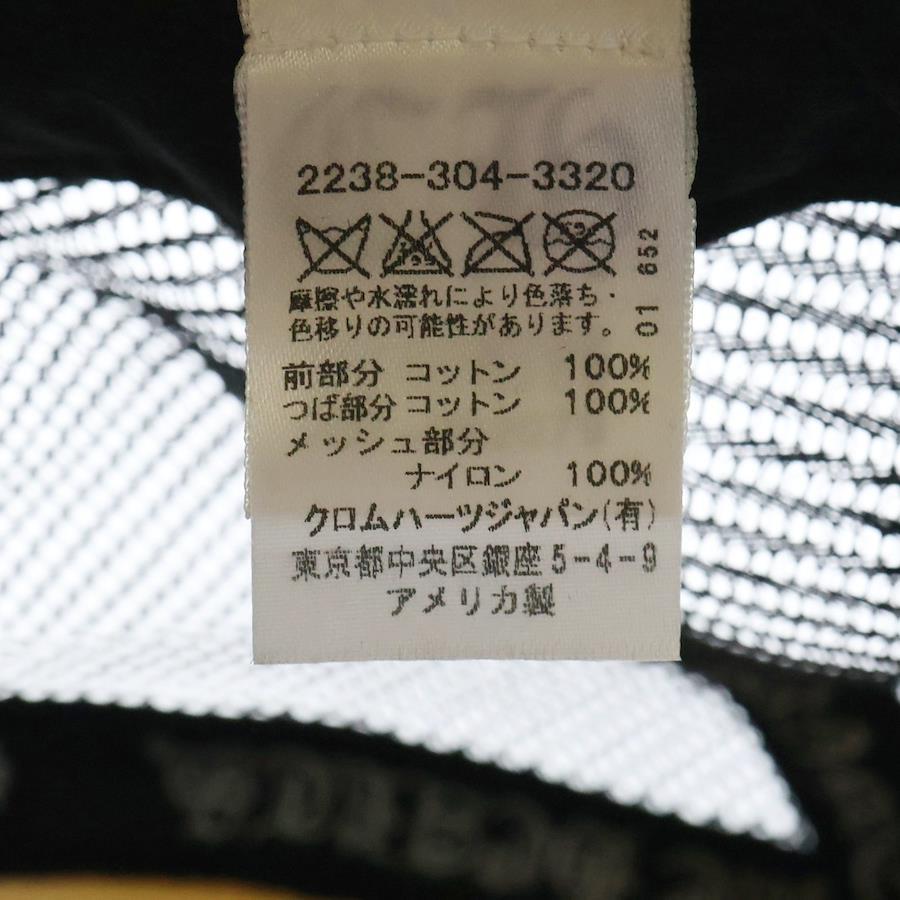 2238-304-3320
摩擦や水濡れにより色落ち・
色移りの可能性があります。
01 652
前部分 コットン 100%
つば部分 コットン 100%
メッシュ部分
ナイロン 100%
クロムハーツジャパン(有)
東京都中央区銀座5-4-9
アメリカ製